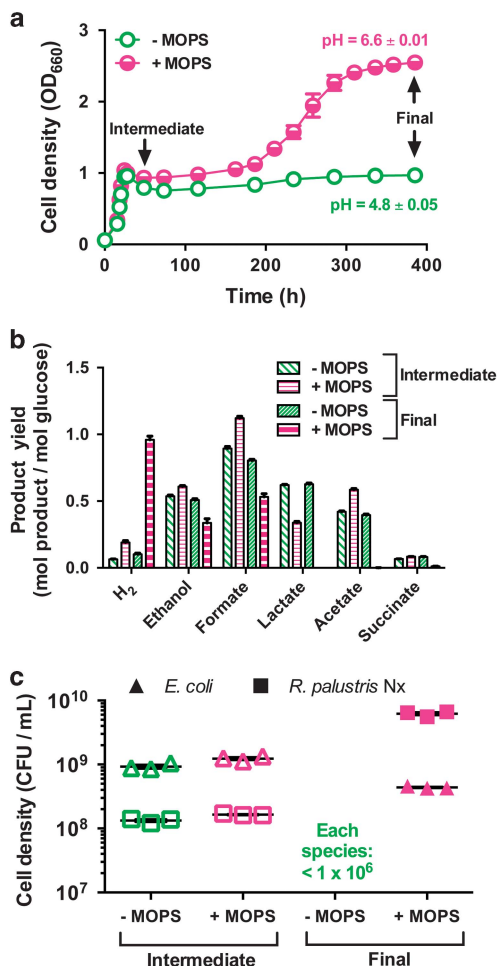 a
- MOPS
+ MOPS
pH = 6.6 ± 0.01
Intermediate
Final
pH = 4.8 ± 0.05
Cell density (OD660)
3
2
1
0
0
100
200
300
400
Time (h)
b
Product yield
(mol product / mol glucose)
1.5
1.0
0.5
0.0
- MOPS
+ MOPS
Intermediate
- MOPS
+ MOPS
Final
H2
Ethanol
Formate
Lactate
Acetate
Succinate
c
E. coli
R. palustris Nx
Cell density (CFU / mL)
10^10
10^9
10^8
10^7
Each
species:
< 1 x 10^6
- MOPS
+ MOPS
- MOPS
+ MOPS
Intermediate
Final